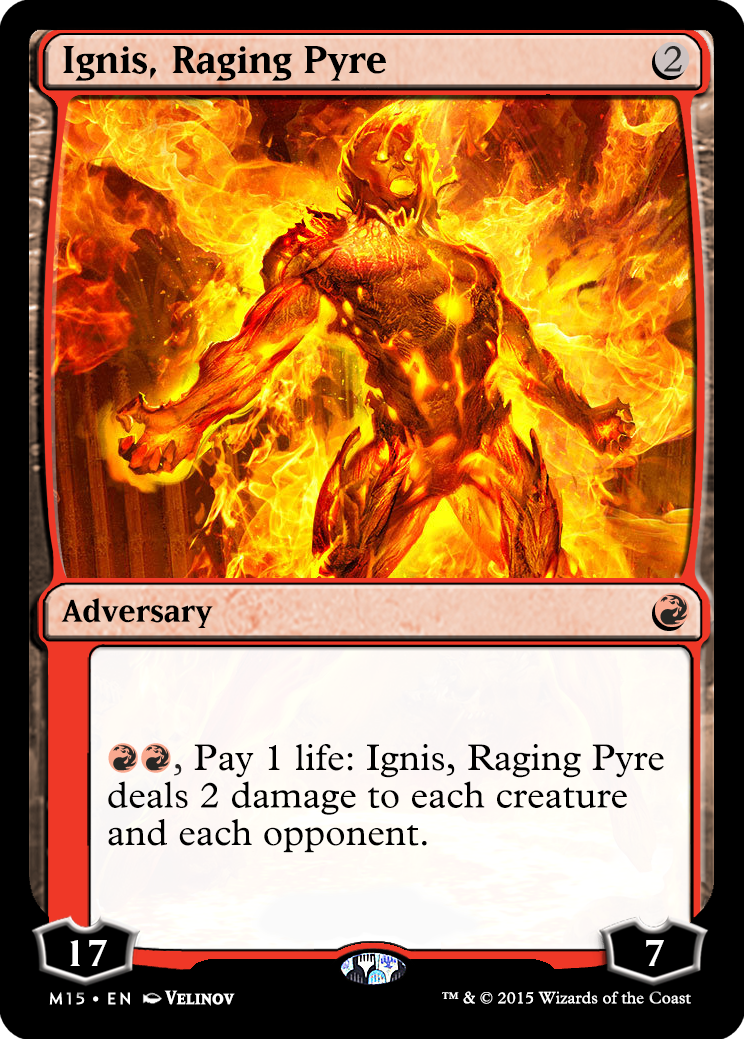 Ignis, Raging Pyre 2
Adversary
, Pay 1 life: Ignis, Raging Pyre
deals 2 damage to each creature
and each opponent.
17 7
M15 • EN VELINOV ™ & © 2015 Wizards of the Coast